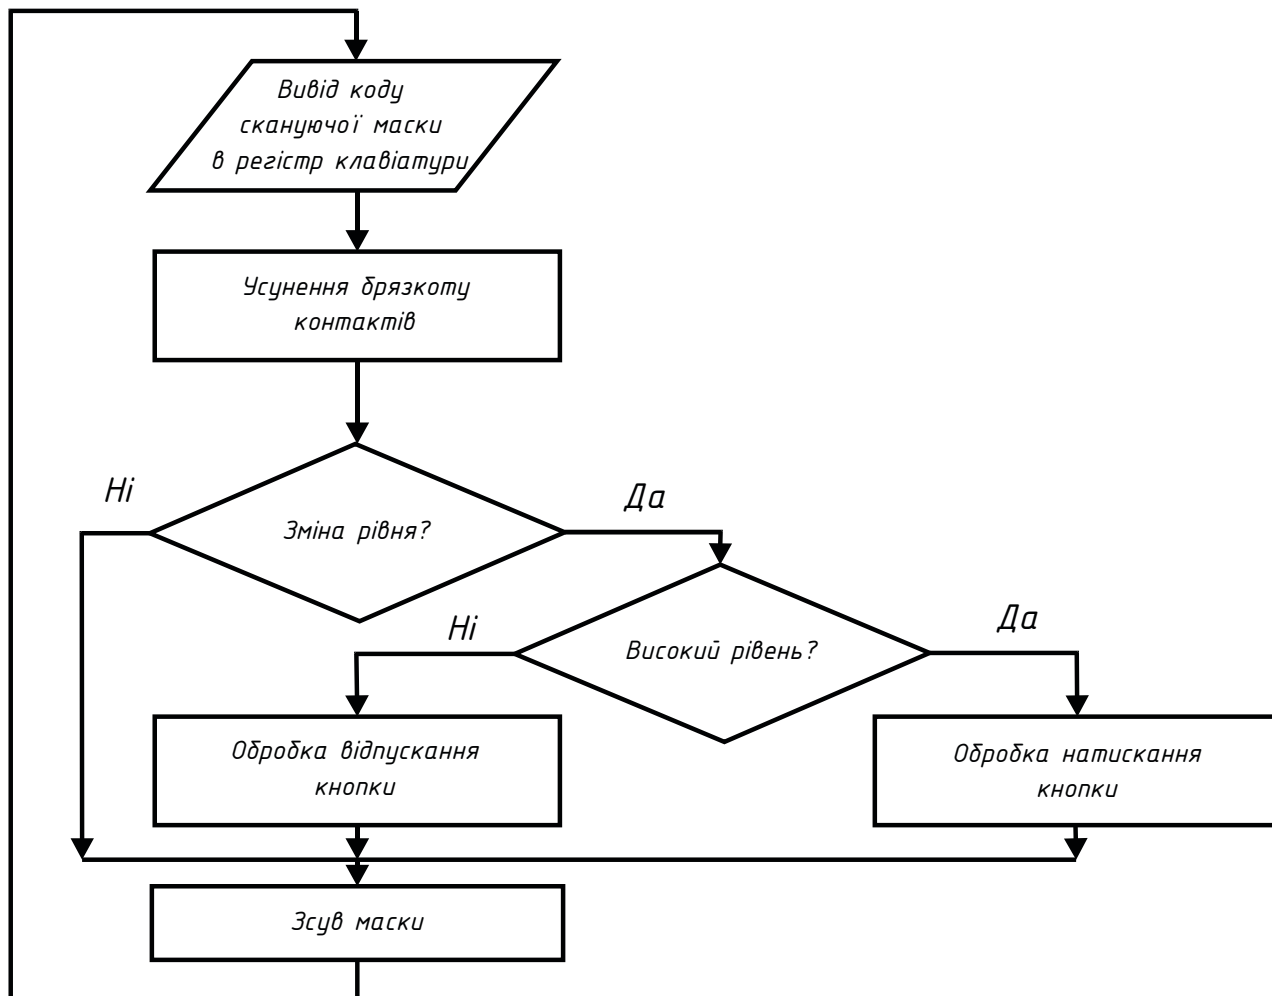 Вивід коду
скануючої маски
в регістр клавіатури
Усунення брязкоту
контактів
Ні
Да
Зміна рівня?
Ні
Да
Високий рівень?
Обробка відпускання
кнопки
Обробка натискання
кнопки
Зсув маски